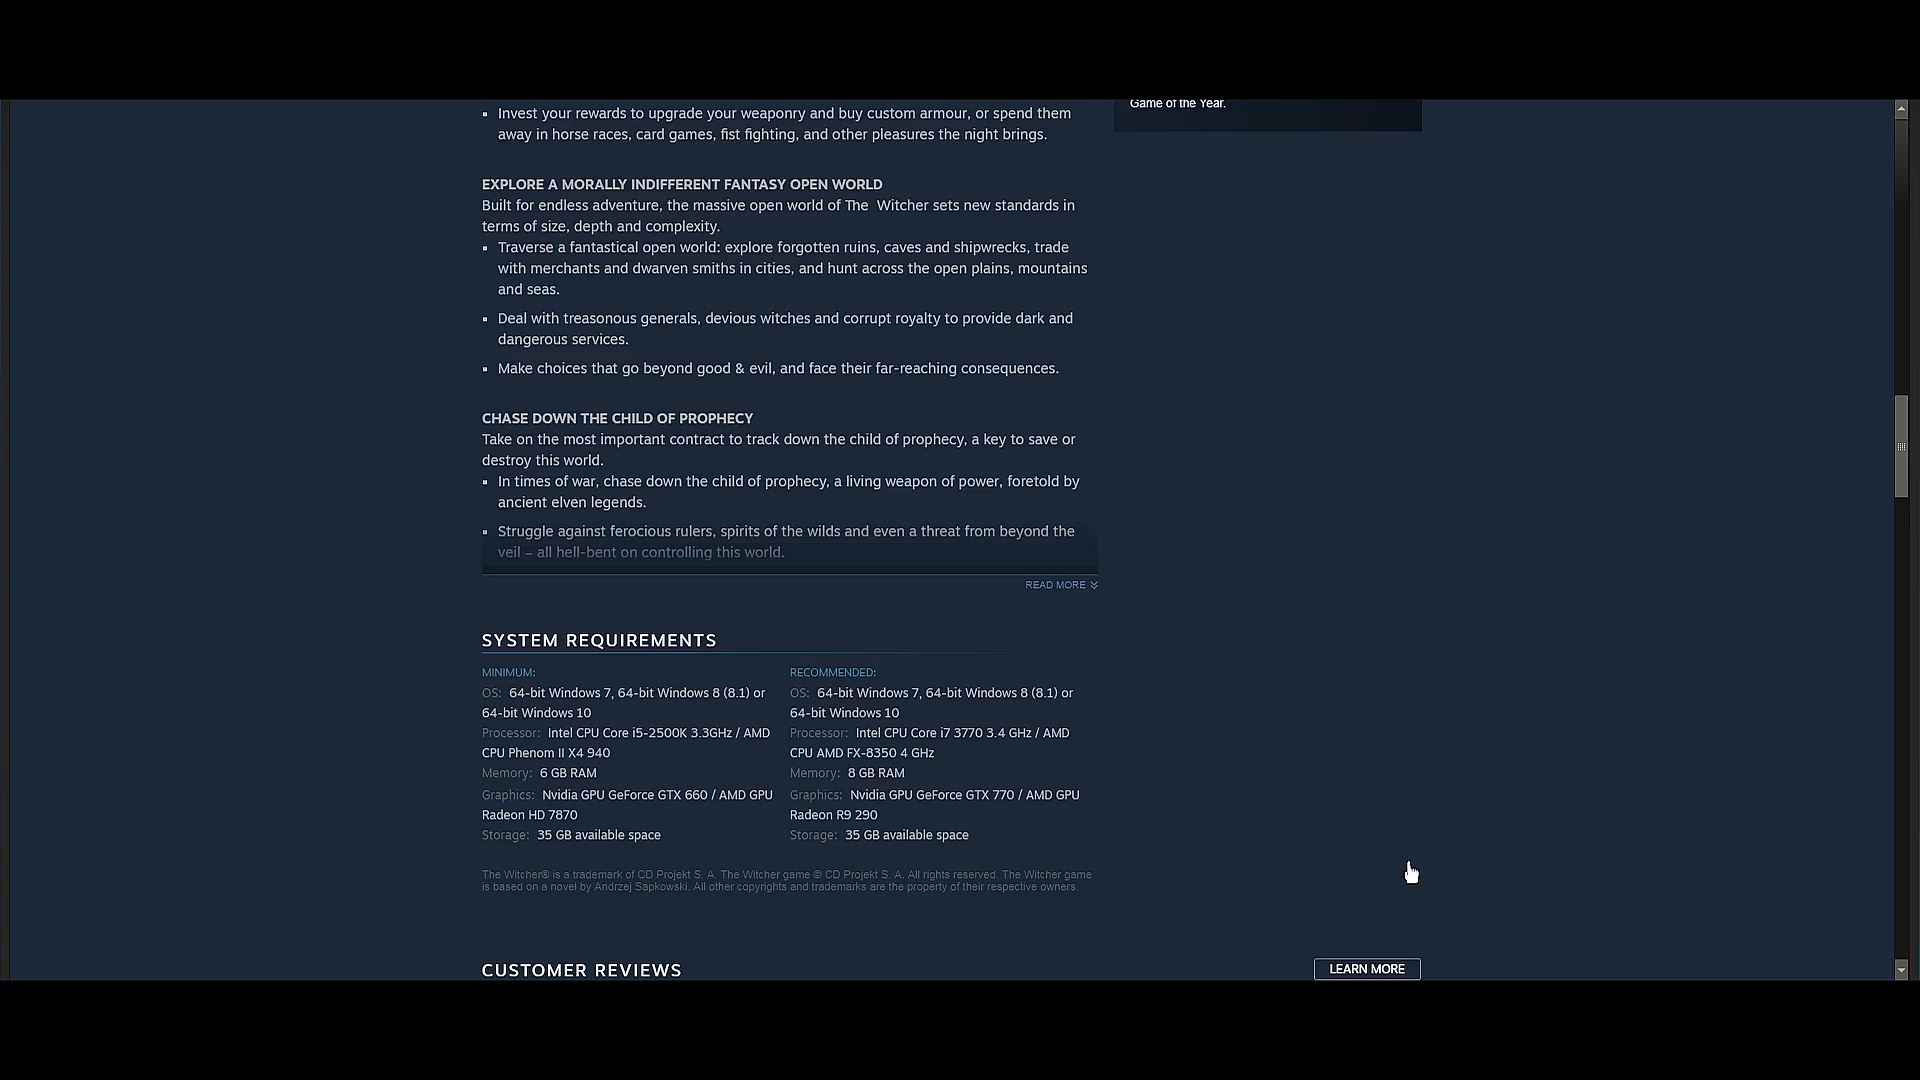 Game of the Year.
▪ Invest your rewards to upgrade your weaponry and buy custom armour, or spend them
away in horse races, card games, fist fighting, and other pleasures the night brings.
EXPLORE A MORALLY INDIFFERENT FANTASY OPEN WORLD
Built for endless adventure, the massive open world of The  Witcher sets new standards in
terms of size, depth and complexity.
▪ Traverse a fantastical open world: explore forgotten ruins, caves and shipwrecks, trade
with merchants and dwarven smiths in cities, and hunt across the open plains, mountains
and seas.
▪ Deal with treasonous generals, devious witches and corrupt royalty to provide dark and
dangerous services.
▪ Make choices that go beyond good & evil, and face their far-reaching consequences.
CHASE DOWN THE CHILD OF PROPHECY
Take on the most important contract to track down the child of prophecy, a key to save or
destroy this world.
▪ In times of war, chase down the child of prophecy, a living weapon of power, foretold by
ancient elven legends.
▪ Struggle against ferocious rulers, spirits of the wilds and even a threat from beyond the
veil – all hell-bent on controlling this world.
READ MORE
SYSTEM REQUIREMENTS
MINIMUM:
OS: 64-bit Windows 7, 64-bit Windows 8 (8.1) or
64-bit Windows 10
Processor: Intel CPU Core i5-2500K 3.3GHz / AMD
CPU Phenom II X4 940
Memory: 6 GB RAM
Graphics: Nvidia GPU GeForce GTX 660 / AMD GPU
Radeon HD 7870
Storage: 35 GB available space
RECOMMENDED:
OS: 64-bit Windows 7, 64-bit Windows 8 (8.1) or
64-bit Windows 10
Processor: Intel CPU Core i7 3770 3.4 GHz / AMD
CPU AMD FX-8350 4 GHz
Memory: 8 GB RAM
Graphics: Nvidia GPU GeForce GTX 770 / AMD GPU
Radeon R9 290
Storage: 35 GB available space
The Witcher® is a trademark of CD Projekt S. A. The Witcher game © CD Projekt S. A. All rights reserved. The Witcher game
is based on a novel by Andrzej Sapkowski. All other copyrights and trademarks are the property of their respective owners.
CUSTOMER REVIEWS
LEARN MORE